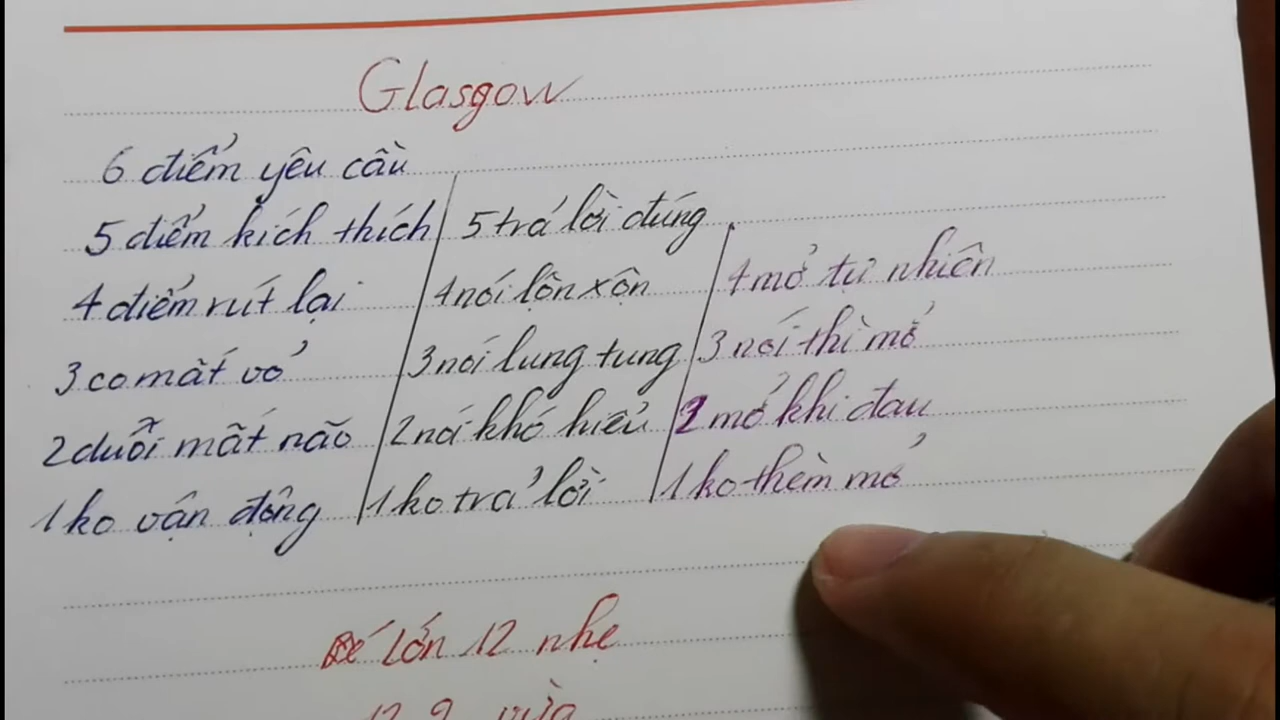 Glasgow
6 điểm yêu cầu
5 điểm kích thích 5 trả lời đúng
4 điểm rút lại 4 nói lộn xộn 4 mở tự nhiên
3 co mất vỏ 3 nói lung tung 3 nói thì mở
2 duỗi mất não 2 nói khó hiểu 2 mở khi đau
1 ko vận động 1 ko trả lời 1 ko thèm mở
lớn 12 nhẹ
12 9 vừa